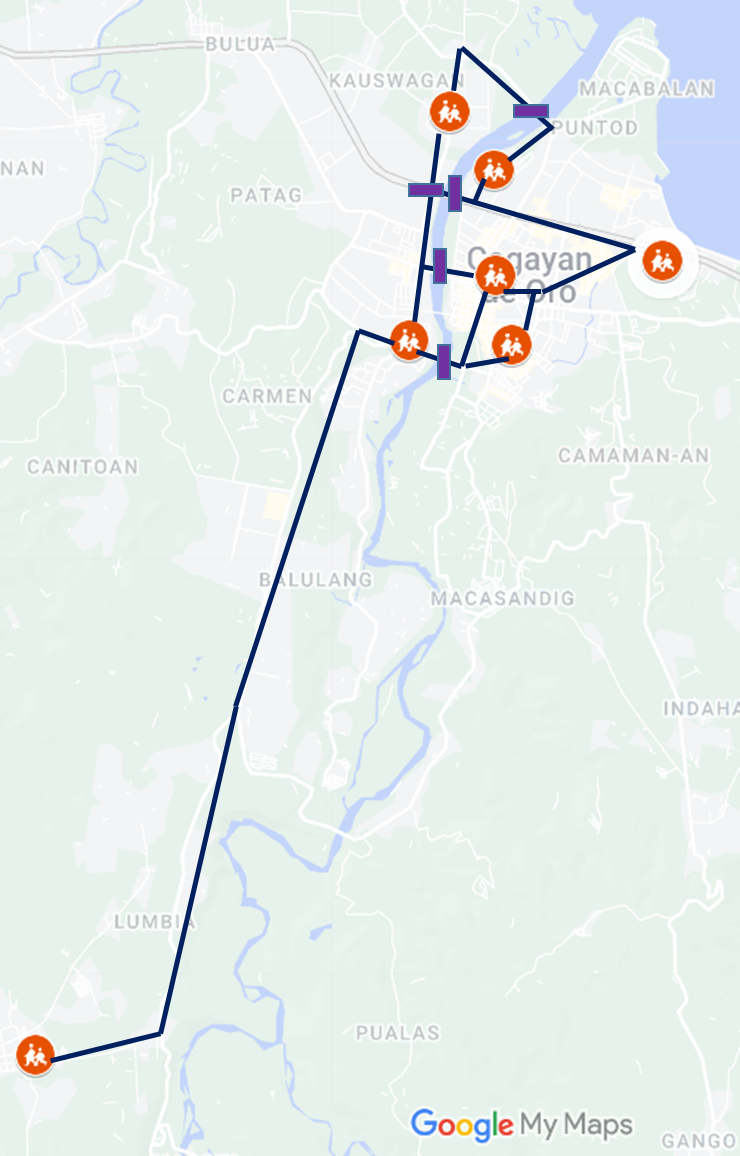 BULUA
KAUSWAGAN
MACABALAN
PUNTOD
NAN
PATAG
Cagayan
de Oro
CARMEN
CANITOAN
CAMAMAN-AN
BALULANG
MACASANDIG
INDAHA
LUMBIA
PUALAS
Google My Maps
GANGO